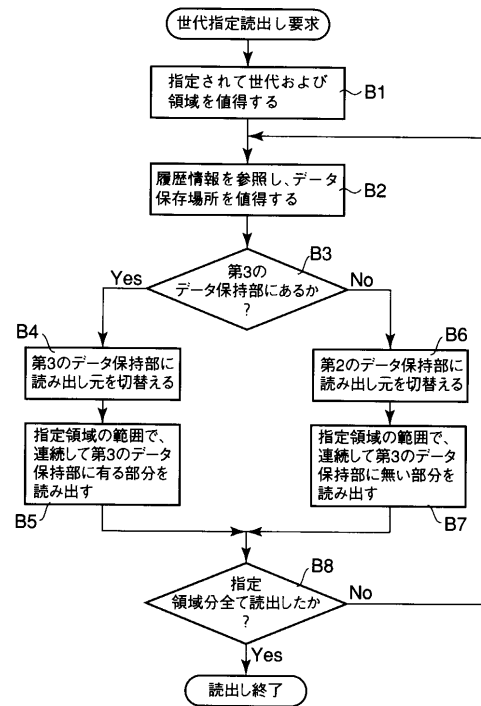 世代指定読出し要求
指定されて世代および
領域を値得する
B1
履歴情報を参照し、データ
保存場所を値得する
B2
B3
第3の
データ保持部にあるか
?
Yes
No
B4
第3のデータ保持部に
読み出し元を切替える
B6
第2のデータ保持部に
読み出し元を切替える
指定領域の範囲で、
連続して第3のデータ
保持部に有る部分を
読み出す
B5
指定領域の範囲で、
連続して第3のデータ
保持部に無い部分を
読み出す
B7
B8
指定
領域分全て読出したか
?
No
Yes
読出し終了